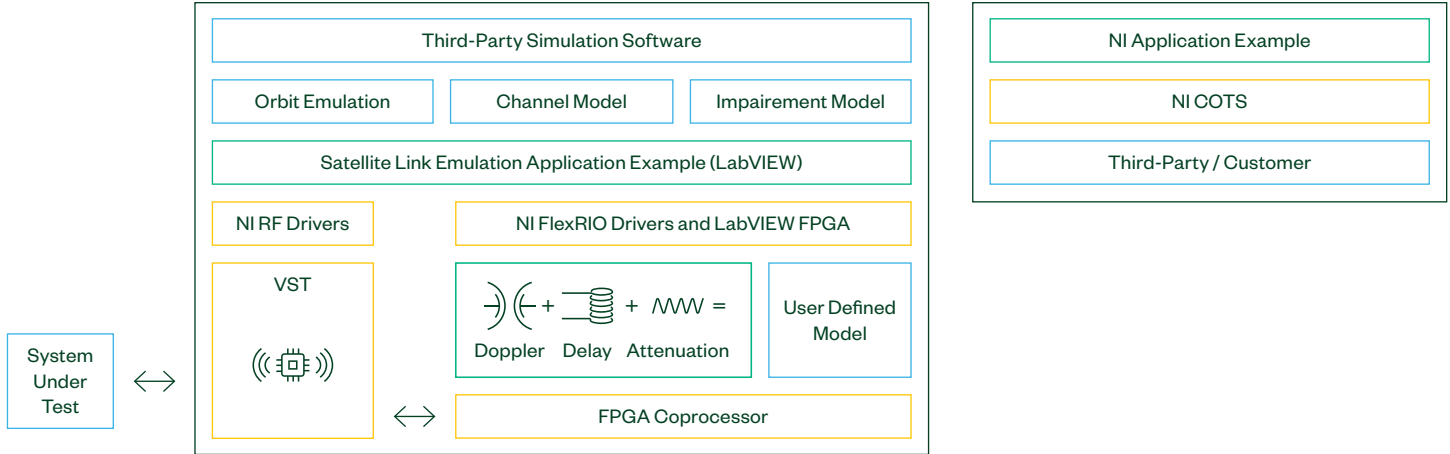 Third-Party Simulation Software
Orbit Emulation
Channel Model
Impairement Model
Satellite Link Emulation Application Example (LabVIEW)
NI RF Drivers
NI FlexRIO Drivers and LabVIEW FPGA
VST
+ + =
Doppler Delay Attenuation
User Defined
Model
FPGA Coprocessor
System
Under
Test
NI Application Example
NI COTS
Third-Party / Customer